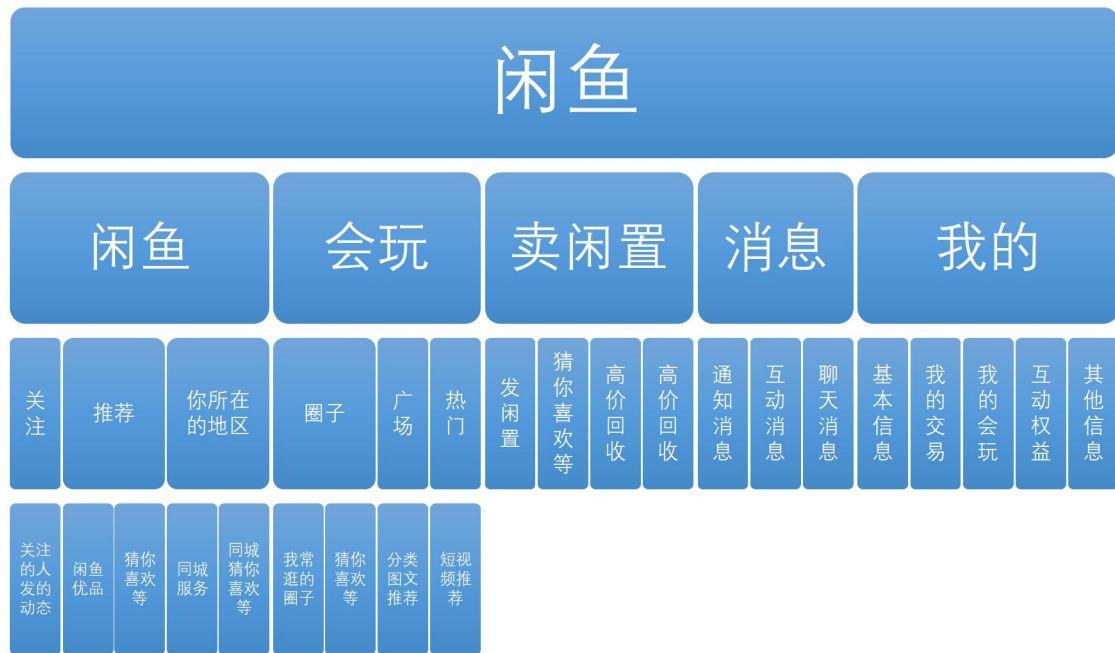 闲鱼
闲鱼
会玩
卖闲置
消息
我的
关注
推荐
你所在
的地区
圈子
广场
热门
发闲置
猜你喜欢等
高价回收
高价回收
通知消息
互动消息
聊天消息
基本信息
我的交易
我的会玩
互动权益
其他信息
关注
的人
发的
动态
闲鱼
优品
猜你
喜欢
等
同城
服务
同城
猜你
喜欢
等
我常
逛的
圈子
猜你
喜欢
等
分类
图文
推荐
短视
频推
荐